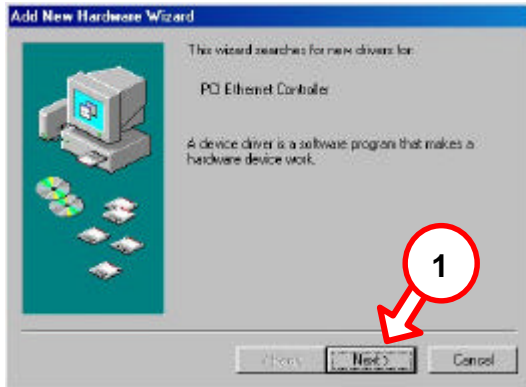 Add New Hardware Wizard
This wizard searches for new drivers for:
PCI Ethernet Controller
A device driver is a software program that makes a
hardware device work.
1
< Back
Next >
Cancel